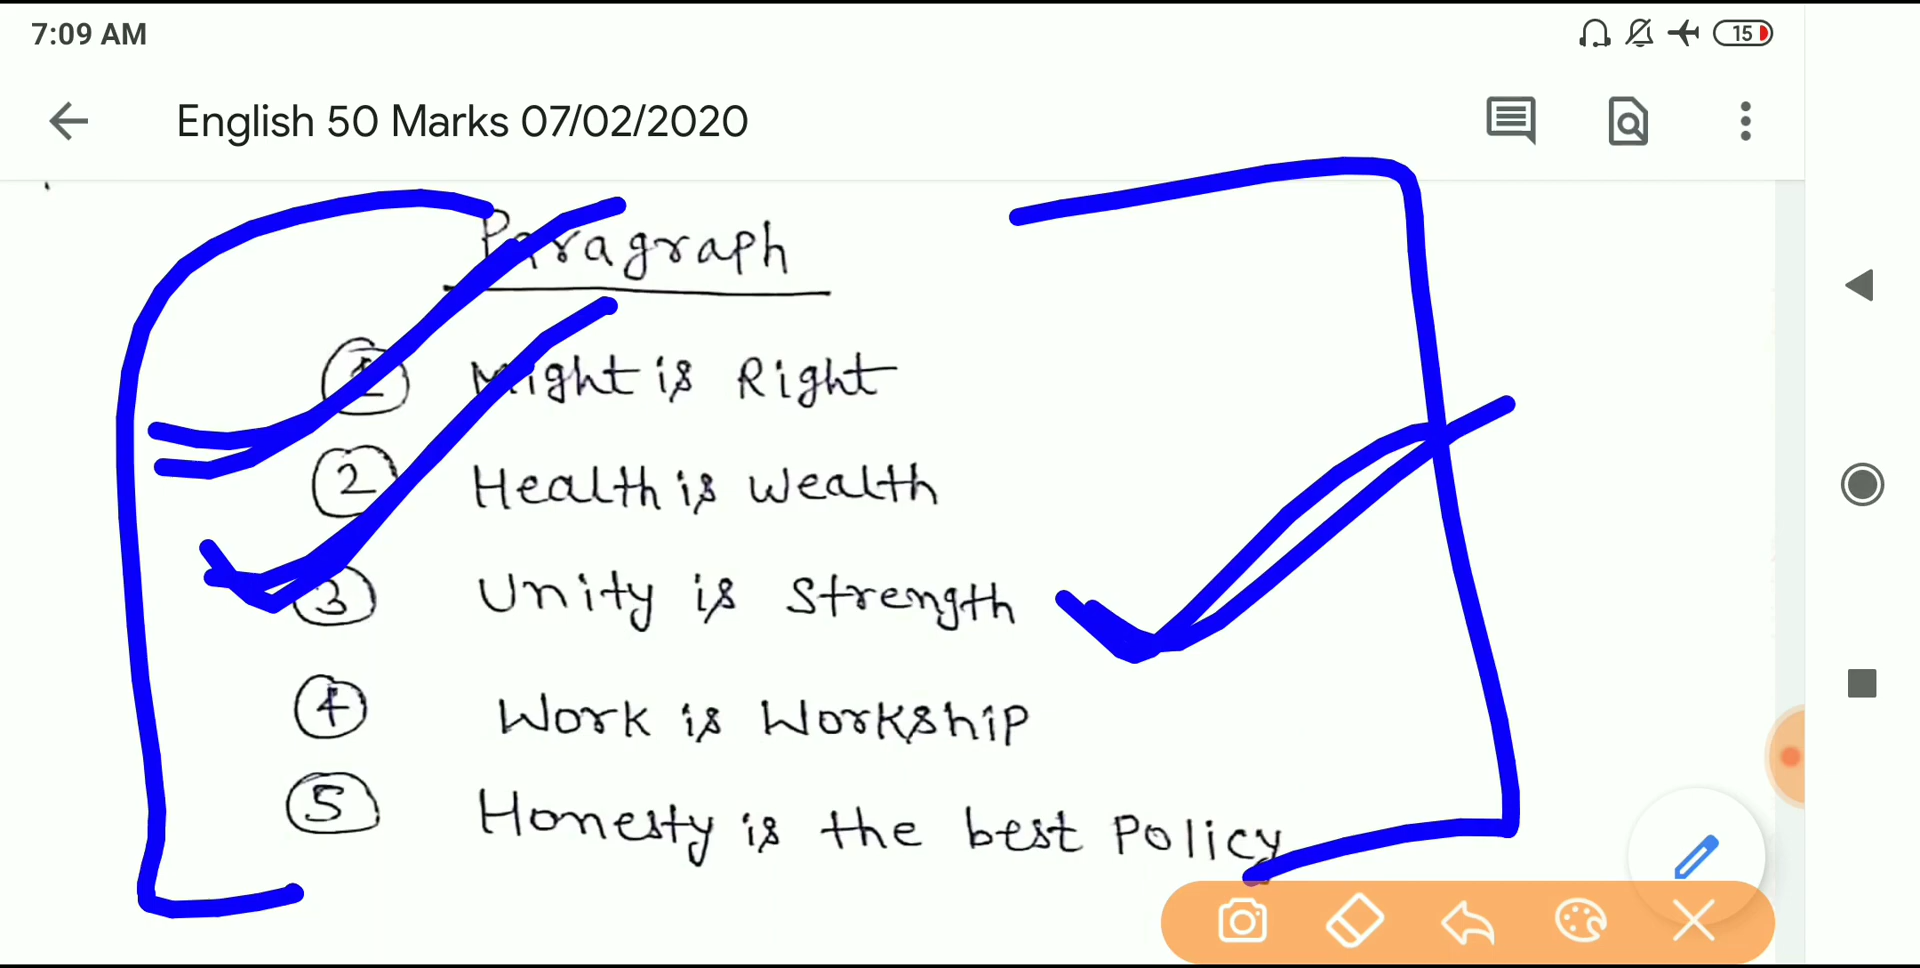 7:09 AM
15
English 50 Marks 07/02/2020
Paragraph
1 Might is Right
2 Health is wealth
3 Unity is Strength
4 Work is Workship
5 Honesty is the best Policy